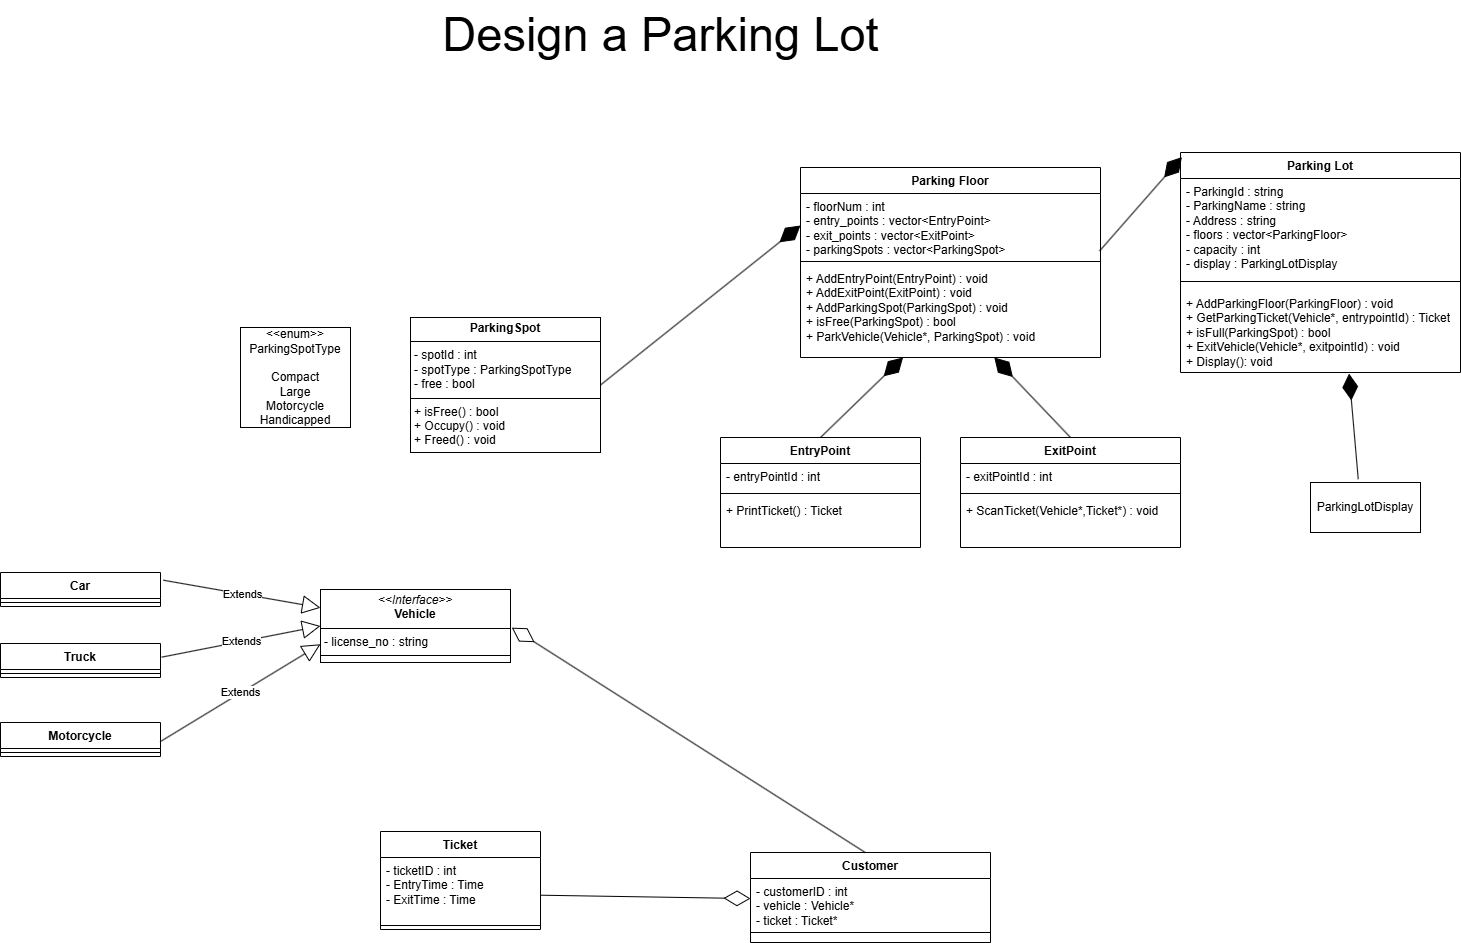 Design a Parking Lot
Parking Lot
- ParkingId : string
- ParkingName : string
- Address : string
- floors : vector<ParkingFloor>
- capacity : int
- display : ParkingLotDisplay
+ AddParkingFloor(ParkingFloor) : void
+ GetParkingTicket(Vehicle*, entrypointId) : Ticket
+ isFull(ParkingSpot) : bool
+ ExitVehicle(Vehicle*, exitpointId) : void
+ Display(): void
Parking Floor
- floorNum : int
- entry_points : vector<EntryPoint>
- exit_points : vector<ExitPoint>
- parkingSpots : vector<ParkingSpot>
+ AddEntryPoint(EntryPoint) : void
+ AddExitPoint(ExitPoint) : void
+ AddParkingSpot(ParkingSpot) : void
+ isFree(ParkingSpot) : bool
+ ParkVehicle(Vehicle*, ParkingSpot) : void
<<enum>>
ParkingSpotType
Compact
Large
Motorcycle
Handicapped
ParkingSpot
- spotId : int
- spotType : ParkingSpotType
- free : bool
+ isFree() : bool
+ Occupy() : void
+ Freed() : void
EntryPoint
- entryPointId : int
+ PrintTicket() : Ticket
ExitPoint
- exitPointId : int
+ ScanTicket(Vehicle*,Ticket*) : void
ParkingLotDisplay
Car
Extends
Truck
Extends
Motorcycle
Extends
<<Interface>>
Vehicle
- license_no : string
Ticket
- ticketID : int
- EntryTime : Time
- ExitTime : Time
Customer
- customerID : int
- vehicle : Vehicle*
- ticket : Ticket*